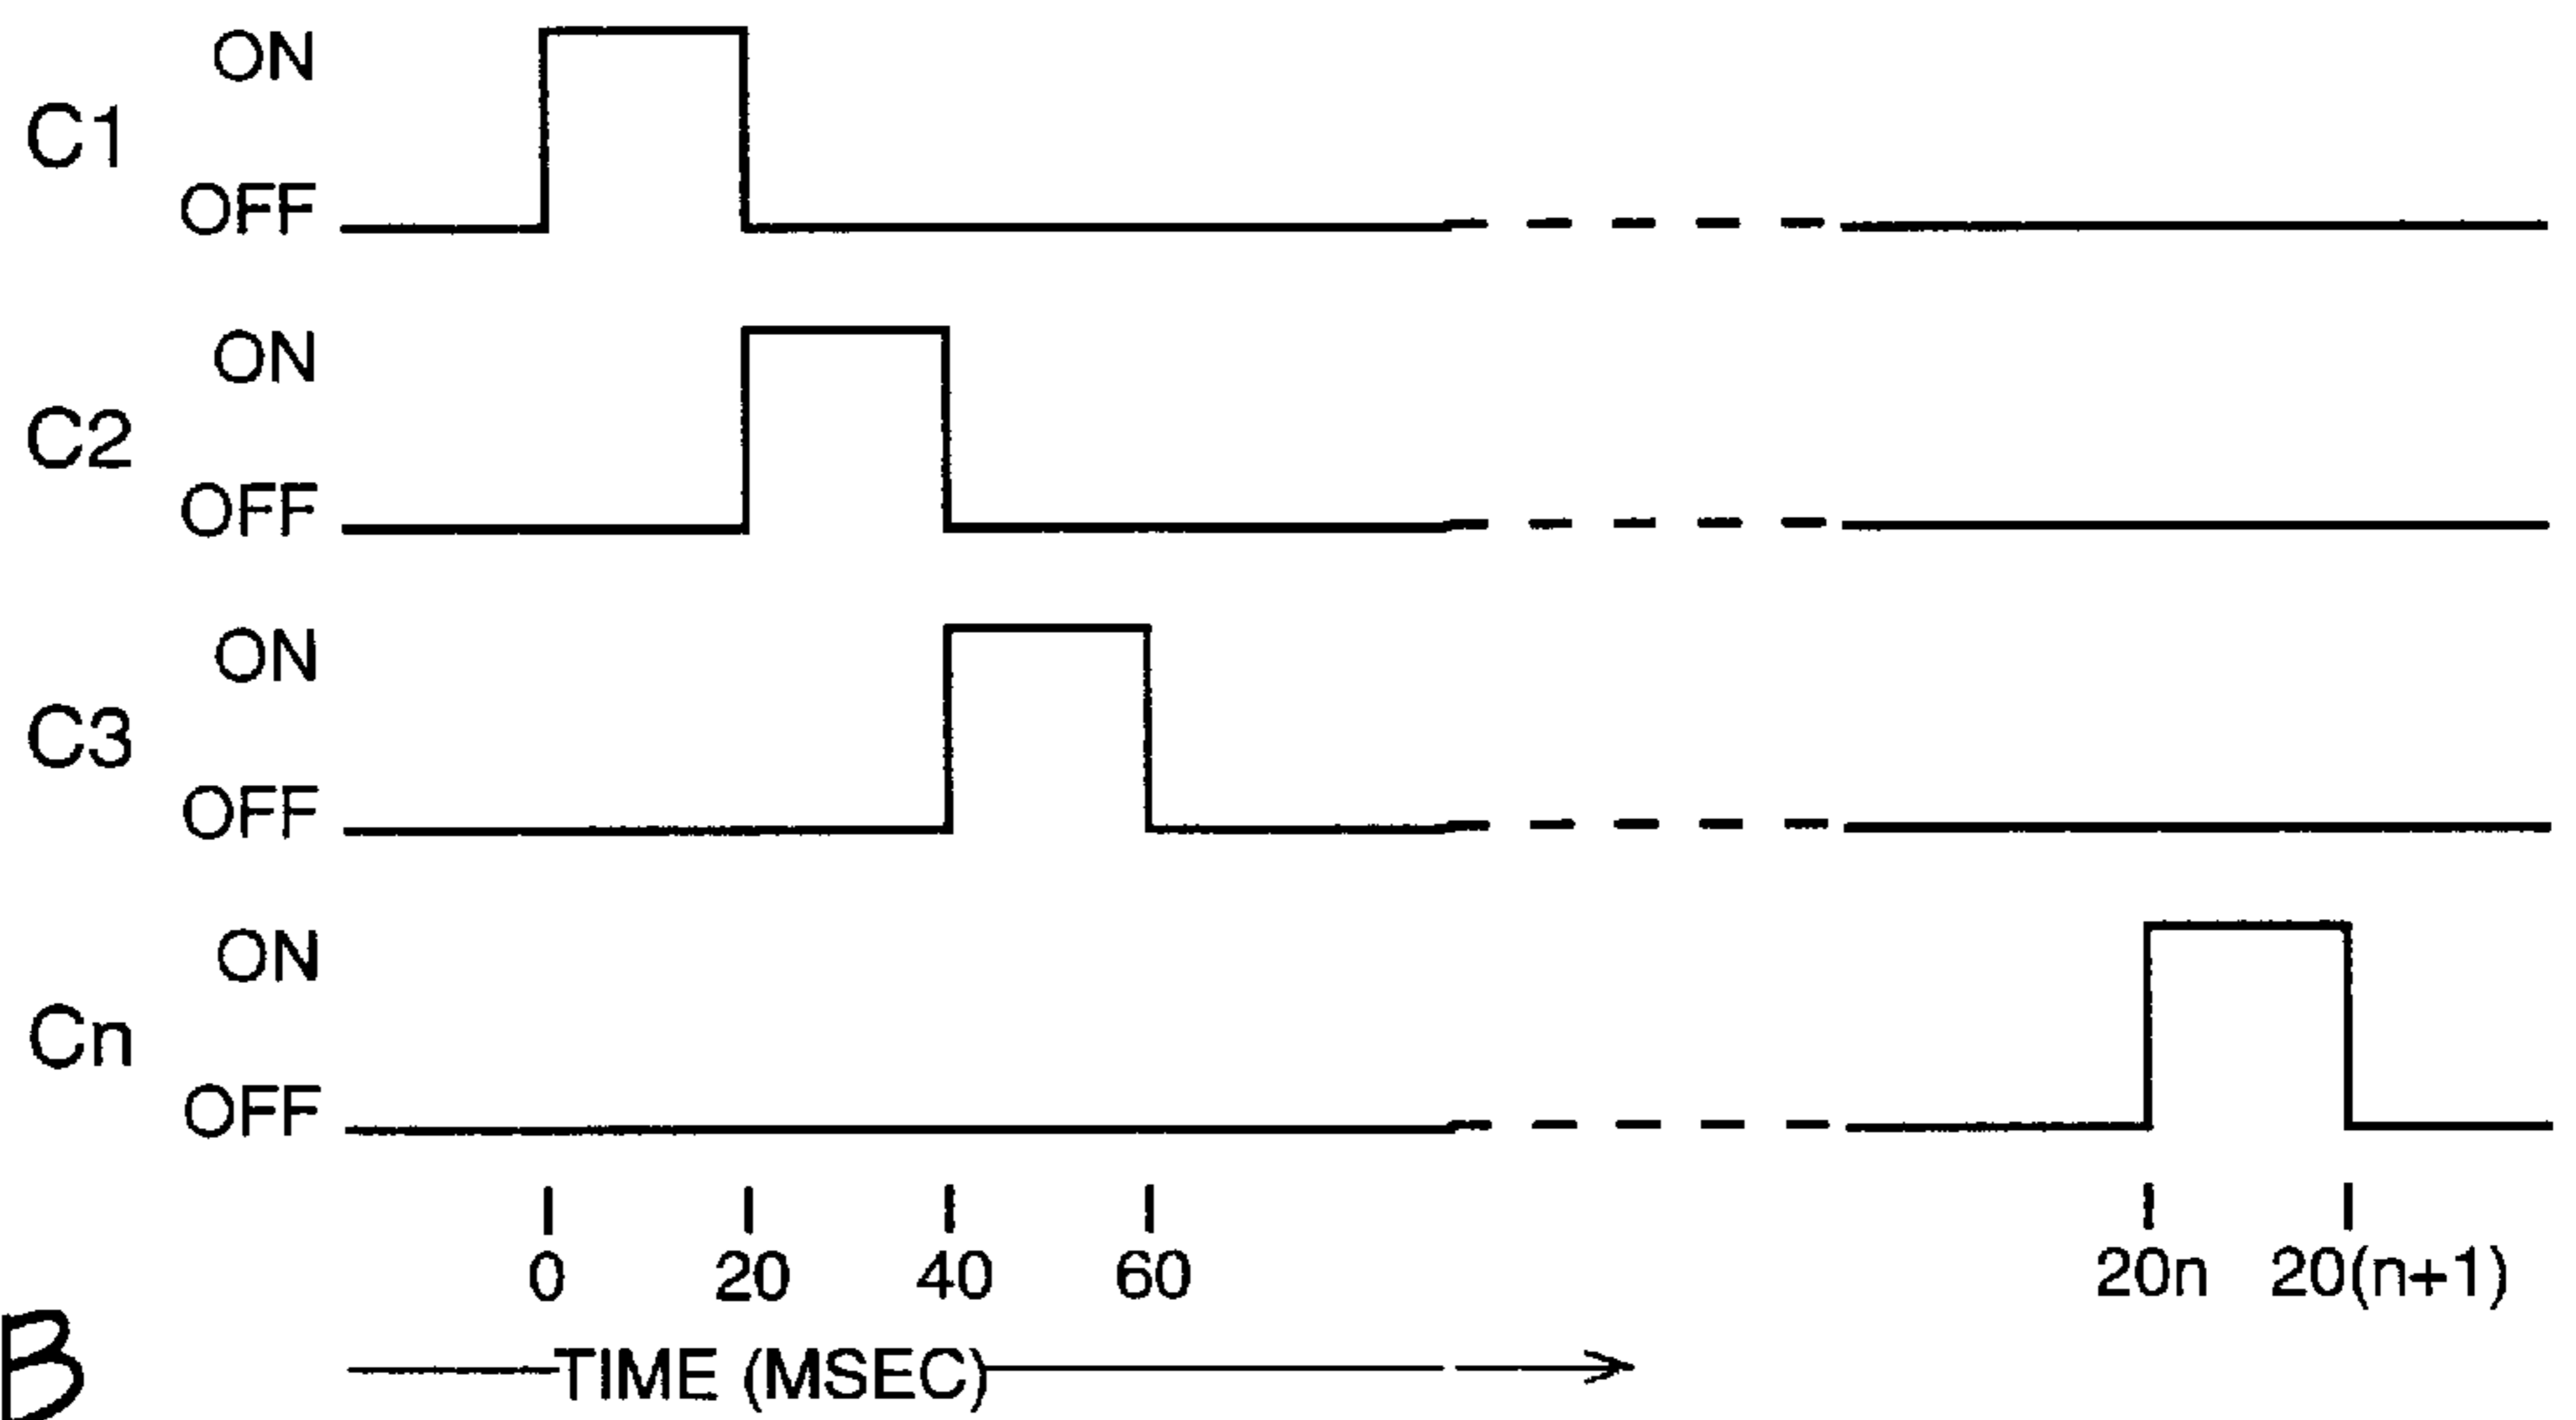 ON
C1
OFF
ON
C2
OFF
ON
C3
OFF
ON
Cn
OFF
0 20 40 60 20n 20(n+1)
B
TIME (MSEC)